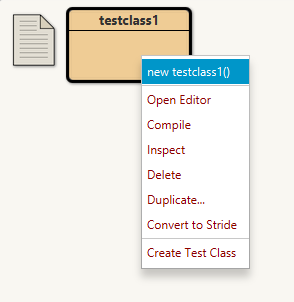 testclass1
new testclass1()
Open Editor
Compile
Inspect
Delete
Duplicate...
Convert to Stride
Create Test Class